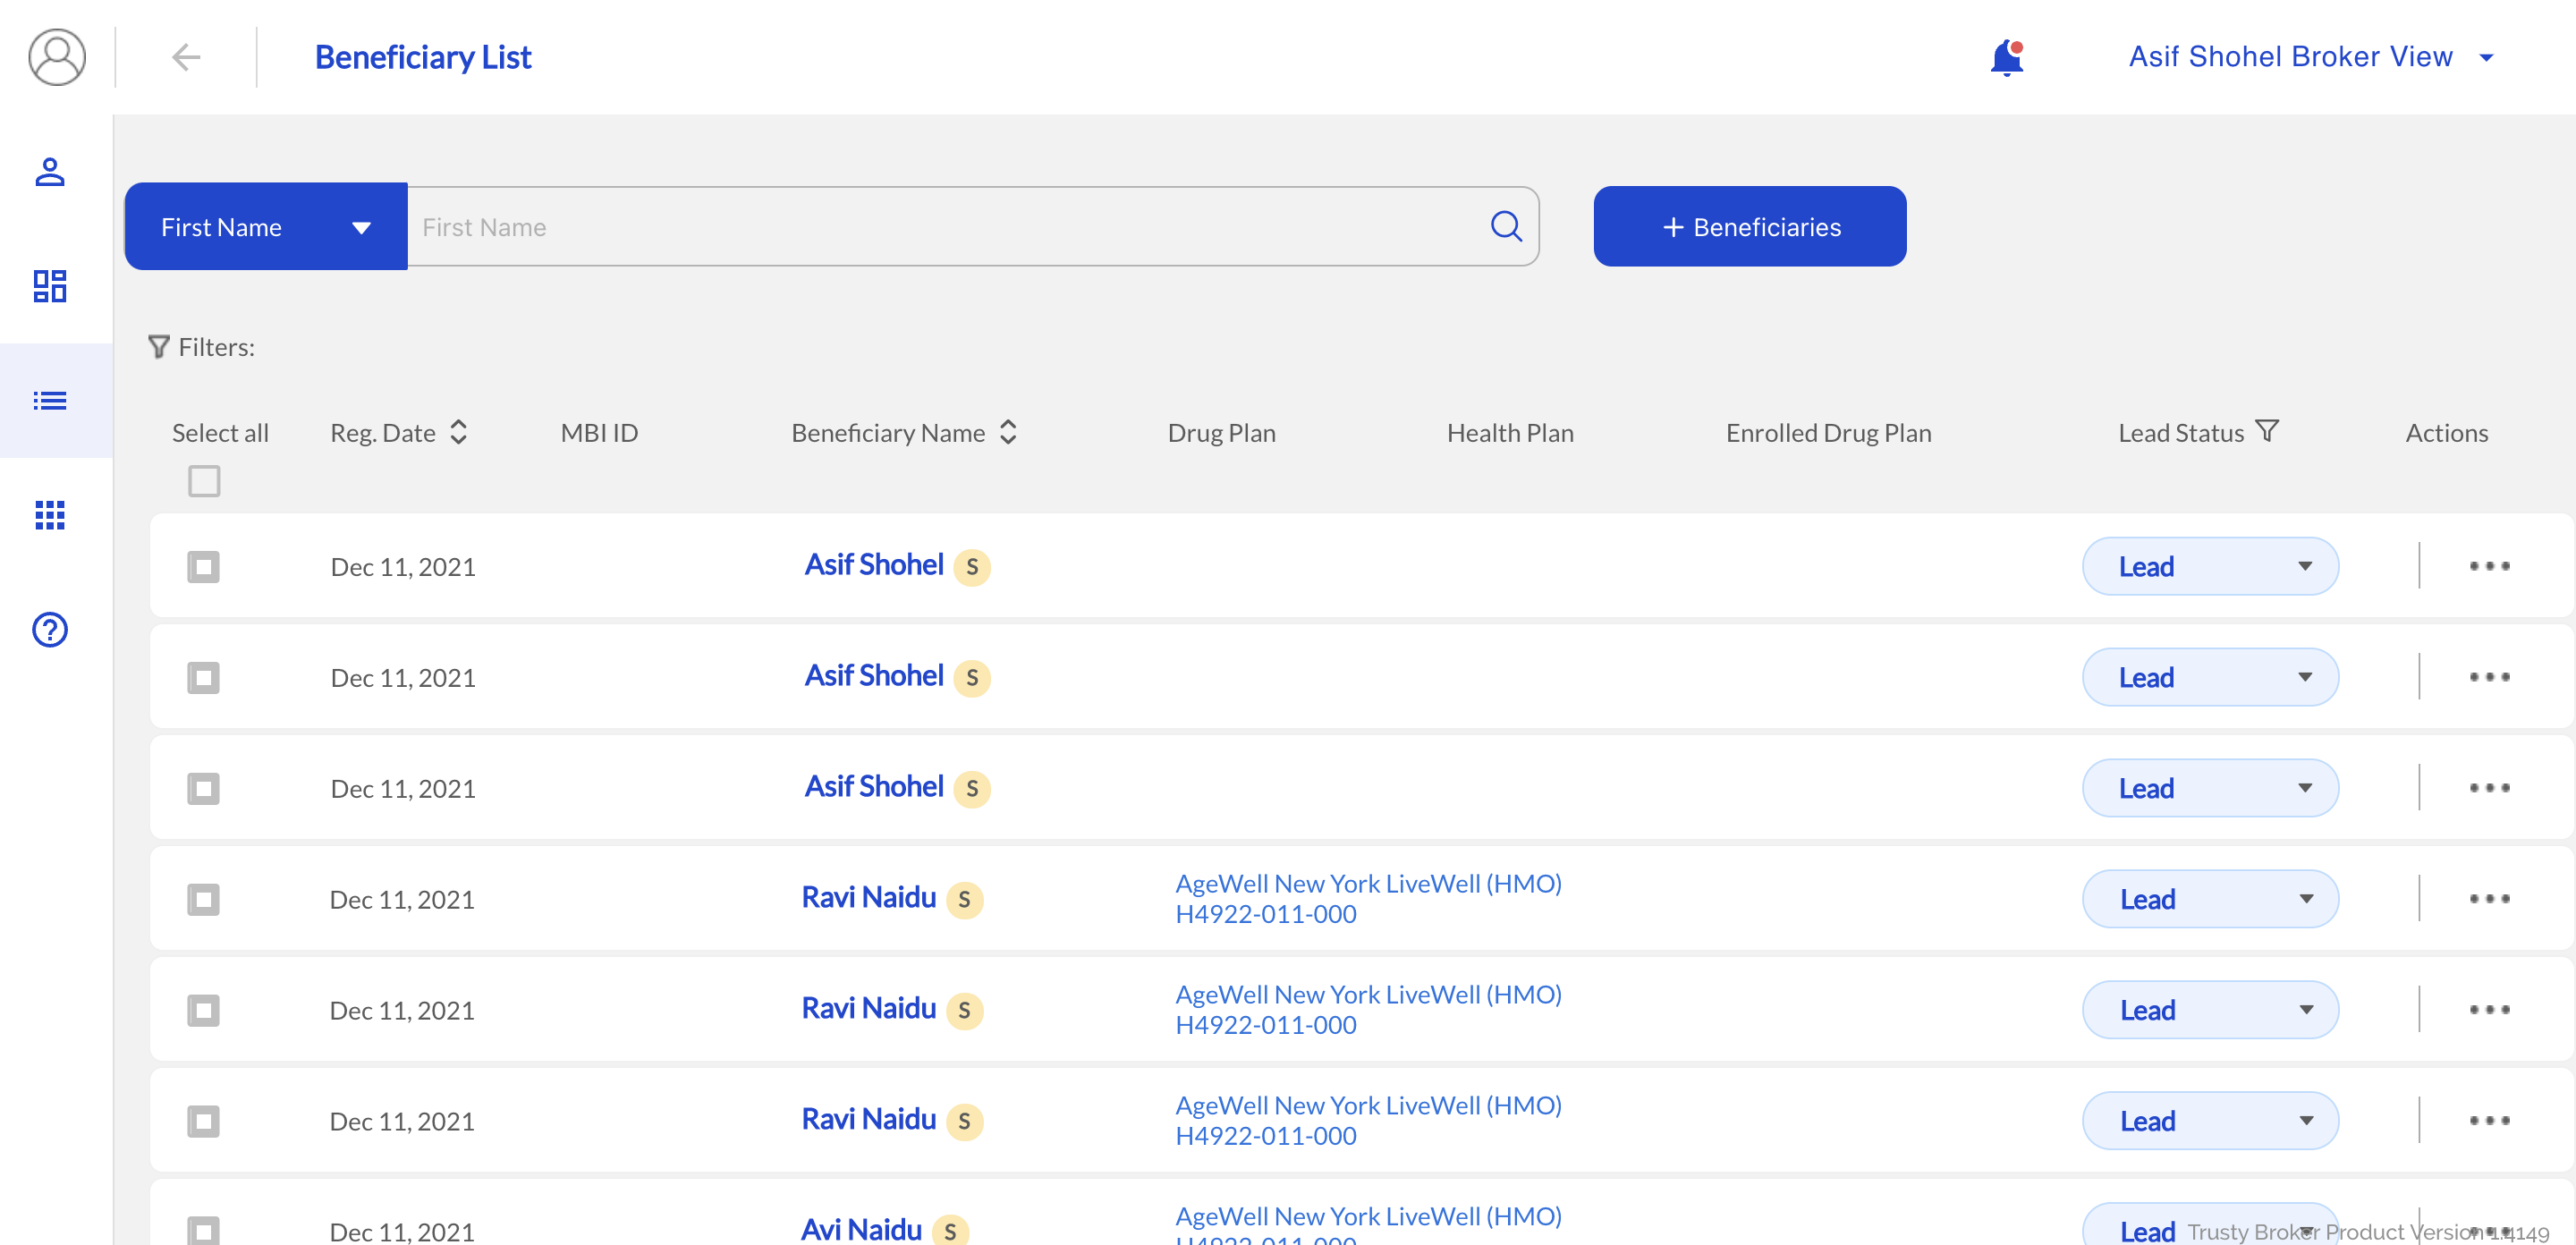 Beneficiary List
Asif Shohel Broker View
First Name
First Name
+ Beneficiaries
Filters:
Select all Reg. Date MBI ID Beneficiary Name Drug Plan Health Plan Enrolled Drug Plan Lead Status Actions
Dec 11, 2021 Asif Shohel S Lead
Dec 11, 2021 Asif Shohel S Lead
Dec 11, 2021 Asif Shohel S Lead
Dec 11, 2021 Ravi Naidu S AgeWell New York LiveWell (HMO) Lead
H4922-011-000
Dec 11, 2021 Ravi Naidu S AgeWell New York LiveWell (HMO) Lead
H4922-011-000
Dec 11, 2021 Ravi Naidu S AgeWell New York LiveWell (HMO) Lead
H4922-011-000
Dec 11, 2021 Avi Naidu S AgeWell New York LiveWell (HMO) Lead
H4922-011-000
Trusty Broker Product Version 1.4149